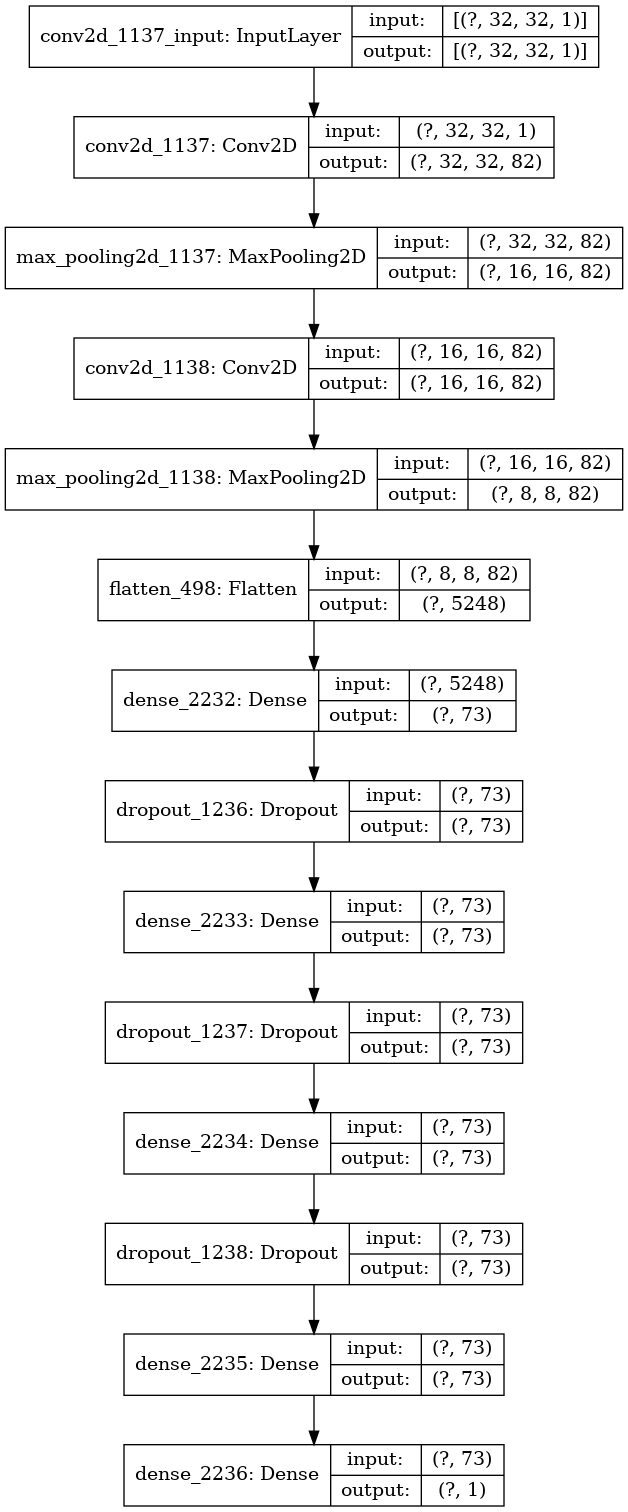 conv2d_1137_input: InputLayer
input: [(?, 32, 32, 1)]
output: [(?, 32, 32, 1)]
conv2d_1137: Conv2D
input: (?, 32, 32, 1)
output: (?, 32, 32, 82)
max_pooling2d_1137: MaxPooling2D
input: (?, 32, 32, 82)
output: (?, 16, 16, 82)
conv2d_1138: Conv2D
input: (?, 16, 16, 82)
output: (?, 16, 16, 82)
max_pooling2d_1138: MaxPooling2D
input: (?, 16, 16, 82)
output: (?, 8, 8, 82)
flatten_498: Flatten
input: (?, 8, 8, 82)
output: (?, 5248)
dense_2232: Dense
input: (?, 5248)
output: (?, 73)
dropout_1236: Dropout
input: (?, 73)
output: (?, 73)
dense_2233: Dense
input: (?, 73)
output: (?, 73)
dropout_1237: Dropout
input: (?, 73)
output: (?, 73)
dense_2234: Dense
input: (?, 73)
output: (?, 73)
dropout_1238: Dropout
input: (?, 73)
output: (?, 73)
dense_2235: Dense
input: (?, 73)
output: (?, 73)
dense_2236: Dense
input: (?, 73)
output: (?, 1)